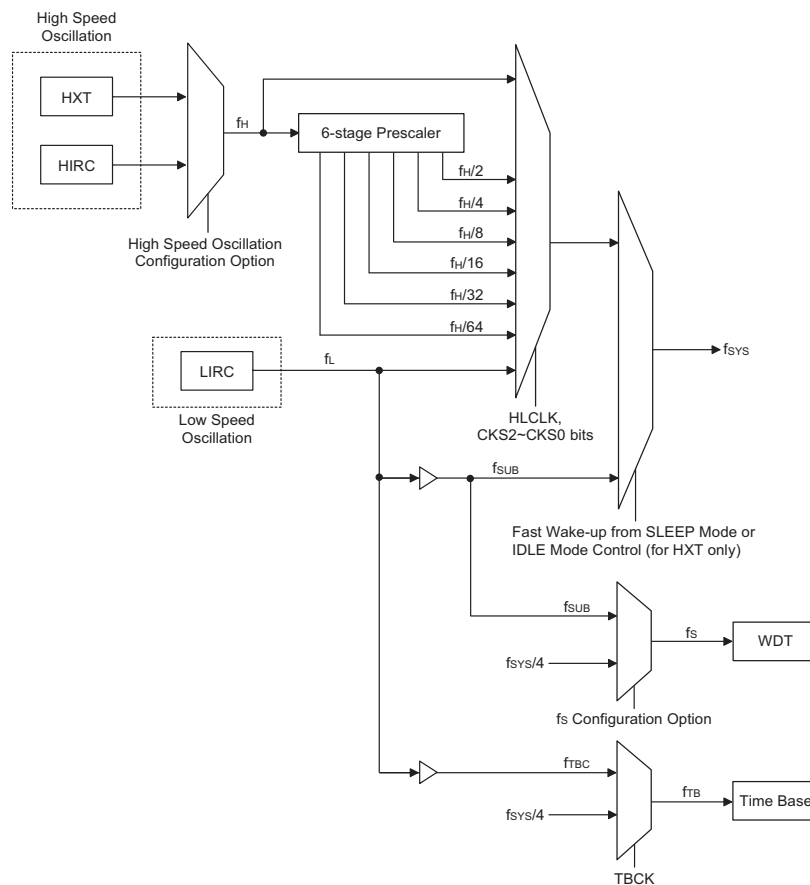 High Speed
Oscillation
HXT
HIRC
fH
6-stage Prescaler
fH/2
fH/4
fH/8
fH/16
fH/32
fH/64
High Speed Oscillation
Configuration Option
LIRC
fL
Low Speed
Oscillation
HLCLK,
CKS2~CKS0 bits
fSYS
fSUB
Fast Wake-up from SLEEP Mode or
IDLE Mode Control (for HXT only)
fSUB
fS
WDT
fSYS/4
fS Configuration Option
fTBC
fTB
Time Base
fSYS/4
TBCK